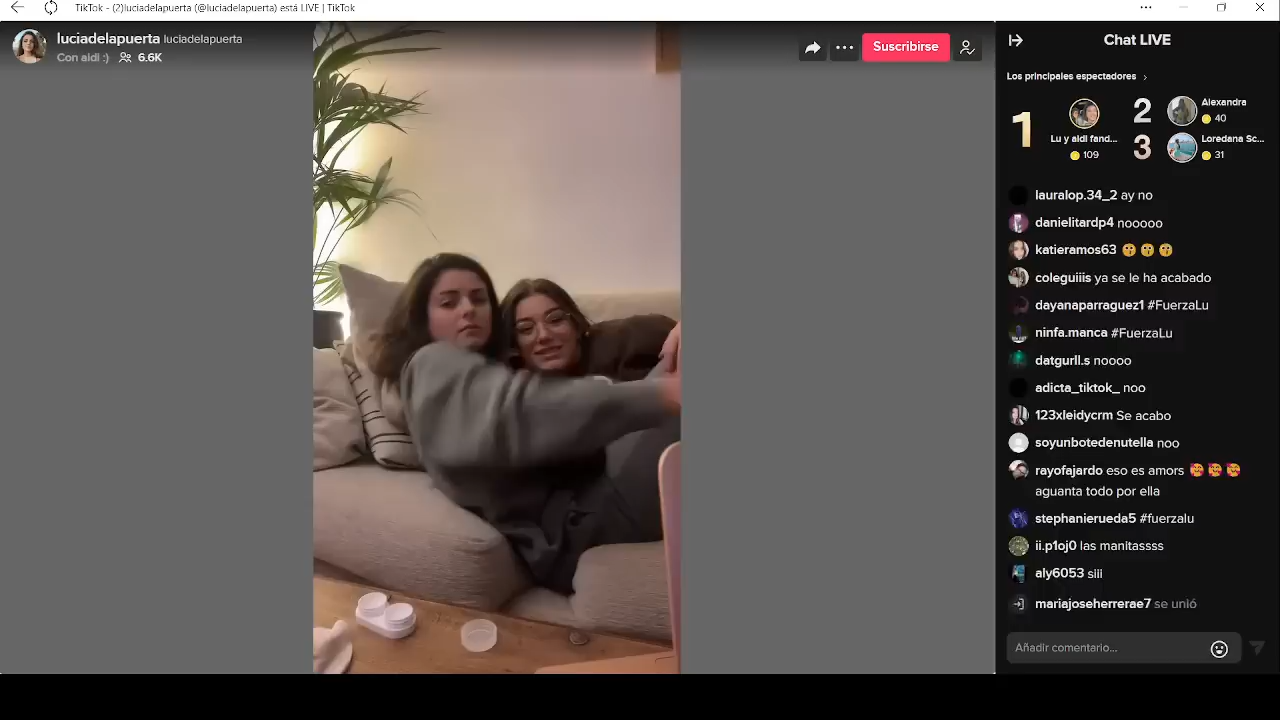 TikTok - (2)luciadelapuerta (@luciadelapuerta) está LIVE | TikTok
luciadelapuerta luciadelapuerta
Con aidi :) 6.6K
Suscribirse
Chat LIVE
Los principales espectadores
1
Lu y aidi fand...
109
2
Alexandra
40
3
Loredana Sc...
31
lauralop.34_2 ay no
danielitardp4 nooooo
katieramos63 🤫 🤫 🤫
coleguiiis ya se le ha acabado
dayanaparraguez1 #FuerzaLu
ninfa.manca #FuerzaLu
datgurll.s noooo
adicta_tiktok_ noo
123xleidycrm Se acabo
soyunbotedenutella noo
rayofajardo eso es amors 🥰 🥰 🥰
aguanta todo por ella
stephanierueda5 #fuerzalu
ii.p1oj0 las manitassss
aly6053 siii
mariajoseherrerae7 se unió
Añadir comentario...